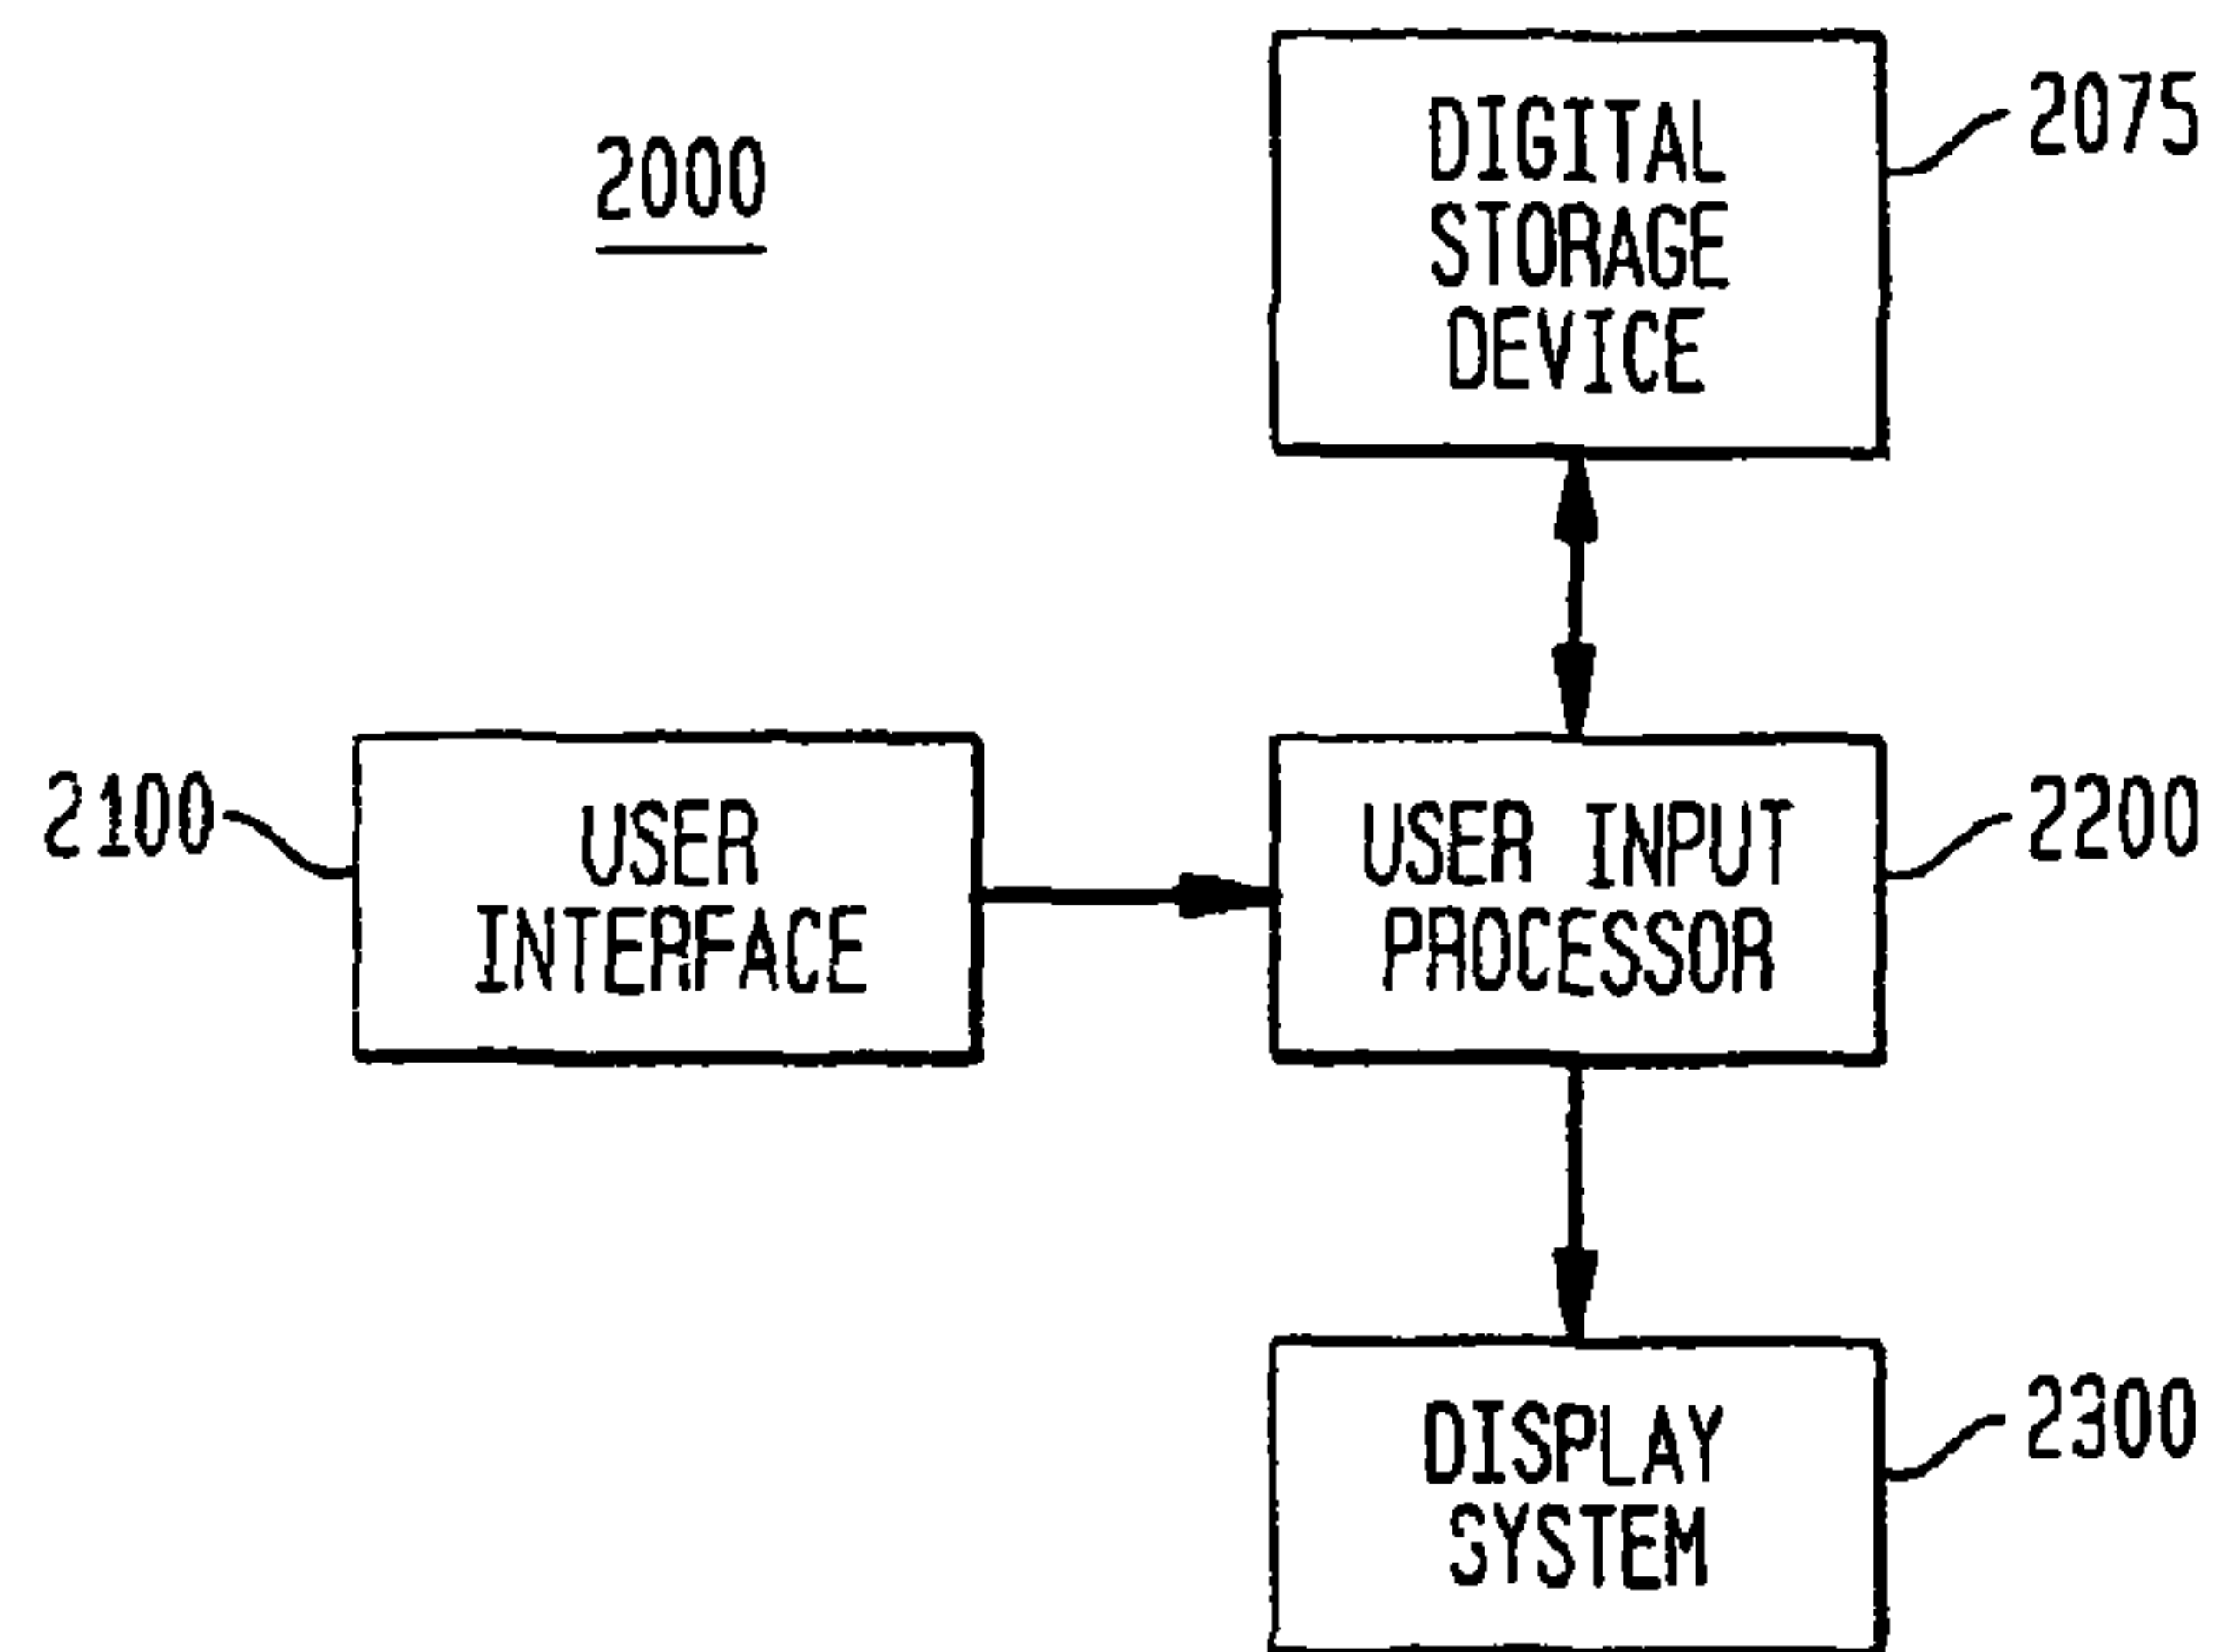 2000
DIGITAL
STORAGE
DEVICE
2075
2100
USER
INTERFACE
USER INPUT
PROCESSOR
2200
DISPLAY
SYSTEM
2300